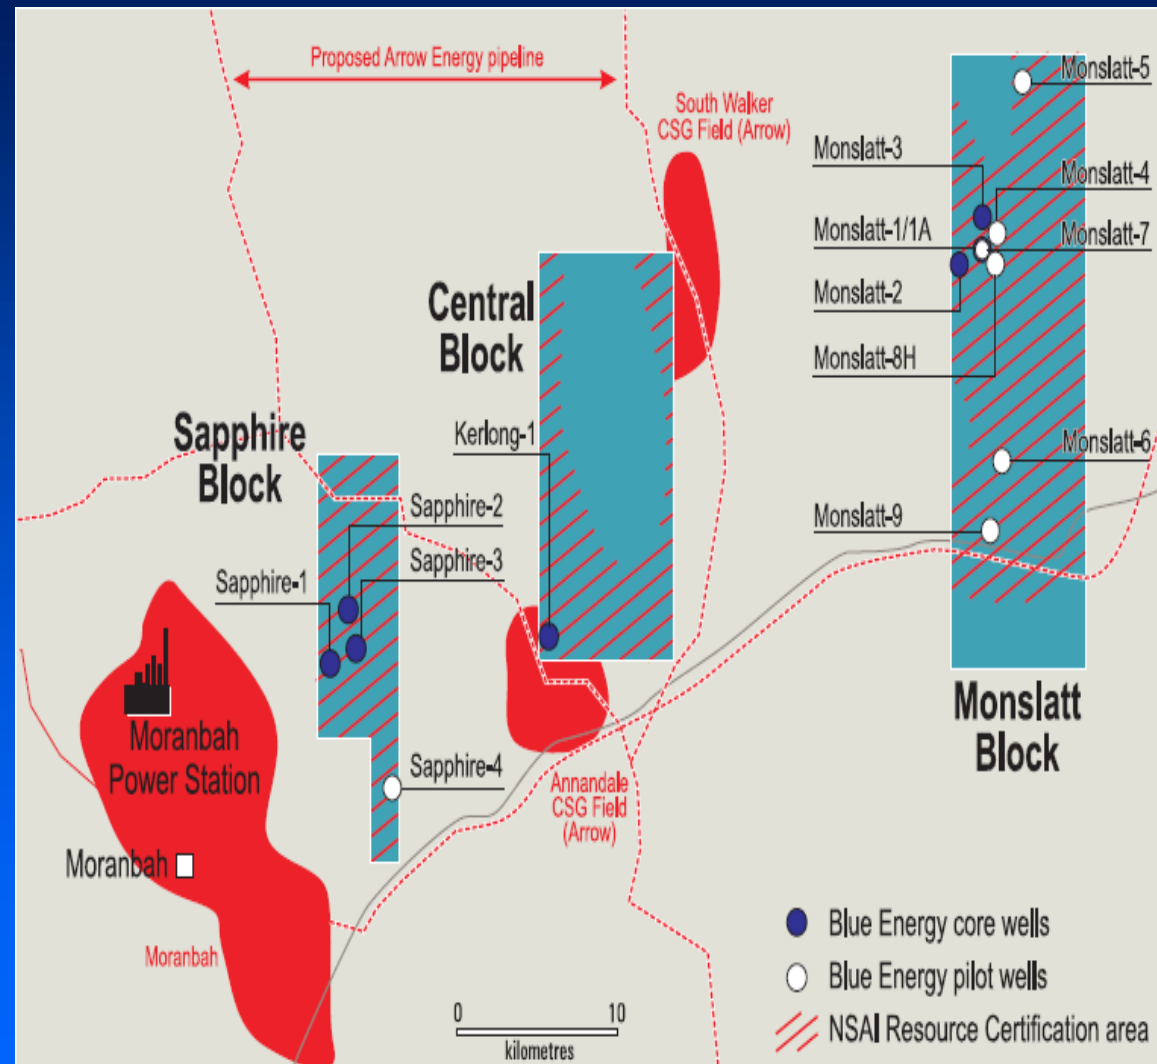 Proposed Arrow Energy pipeline
South Walker
CSG Field (Arrow)
Monslatt-5
Monslatt-3
Monslatt-4
Monslatt-1/1A
Monslatt-7
Monslatt-2
Monslatt-8H
Central
Block
Kerlong-1
Sapphire
Block
Sapphire-2
Sapphire-3
Sapphire-1
Monslatt-6
Monslatt-9
Monslatt
Block
Moranbah
Power Station
Sapphire-4
Annandale
CSG Field
(Arrow)
Moranbah
Moranbah
0 10
kilometres
Blue Energy core wells
Blue Energy pilot wells
NSAI Resource Certification area